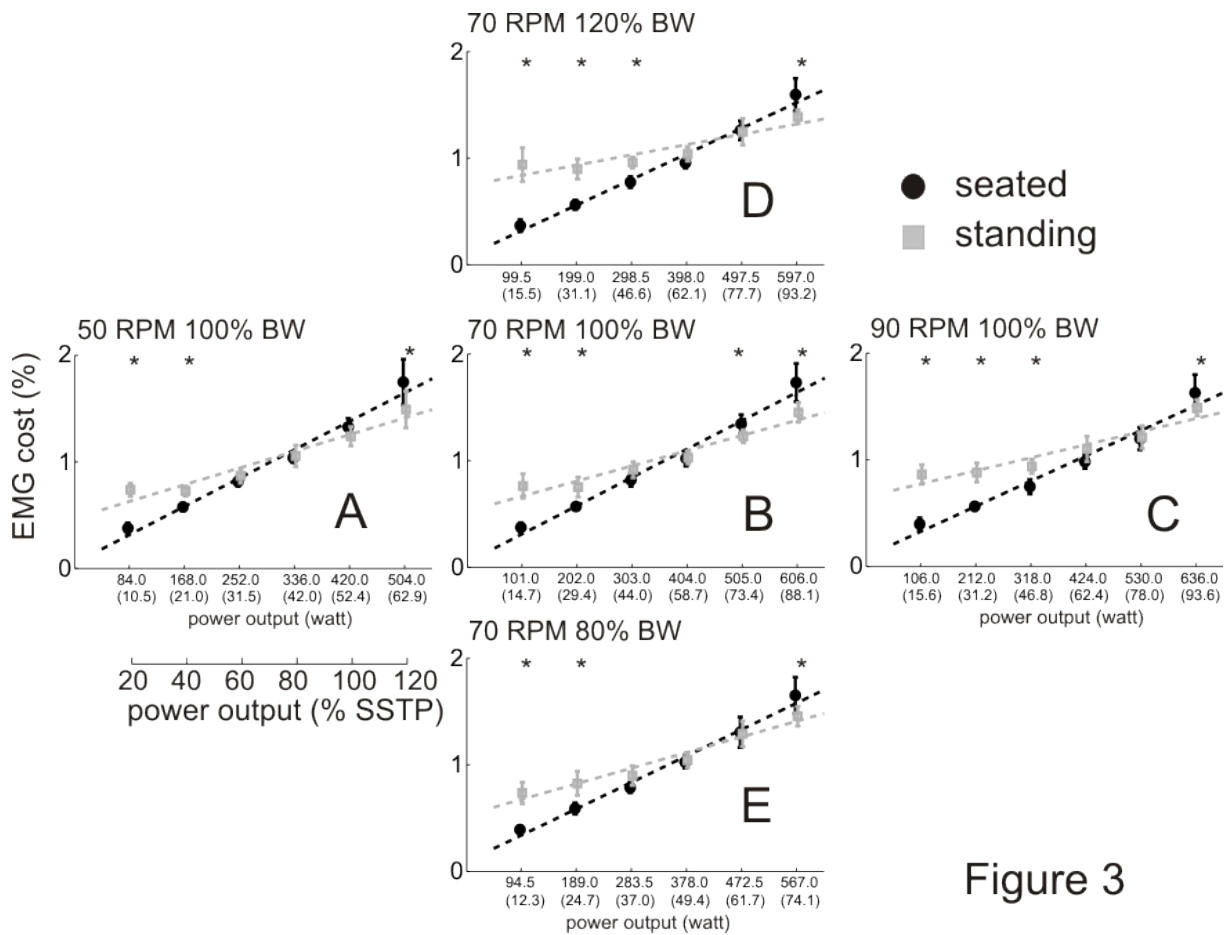 70 RPM 120% BW
2
* * * *
1
D
0
99.5 199.0 298.5 398.0 497.5 597.0
(15.5) (31.1) (46.6) (62.1) (77.7) (93.2)
seated
standing
50 RPM 100% BW
EMG cost (%)
2
* * *
1
A
0
84.0 168.0 252.0 336.0 420.0 504.0
(10.5) (21.0) (31.5) (42.0) (52.4) (62.9)
power output (watt)
20 40 60 80 100 120
power output (% SSTP)
70 RPM 100% BW
2
* * * *
1
B
0
101.0 202.0 303.0 404.0 505.0 606.0
(14.7) (29.4) (44.0) (58.7) (73.4) (88.1)
90 RPM 100% BW
2
* * * *
1
C
0
106.0 212.0 318.0 424.0 530.0 636.0
(15.6) (31.2) (46.8) (62.4) (78.0) (93.6)
power output (watt)
70 RPM 80% BW
2
* * *
1
E
0
94.5 189.0 283.5 378.0 472.5 567.0
(12.3) (24.7) (37.0) (49.4) (61.7) (74.1)
power output (watt)
Figure 3